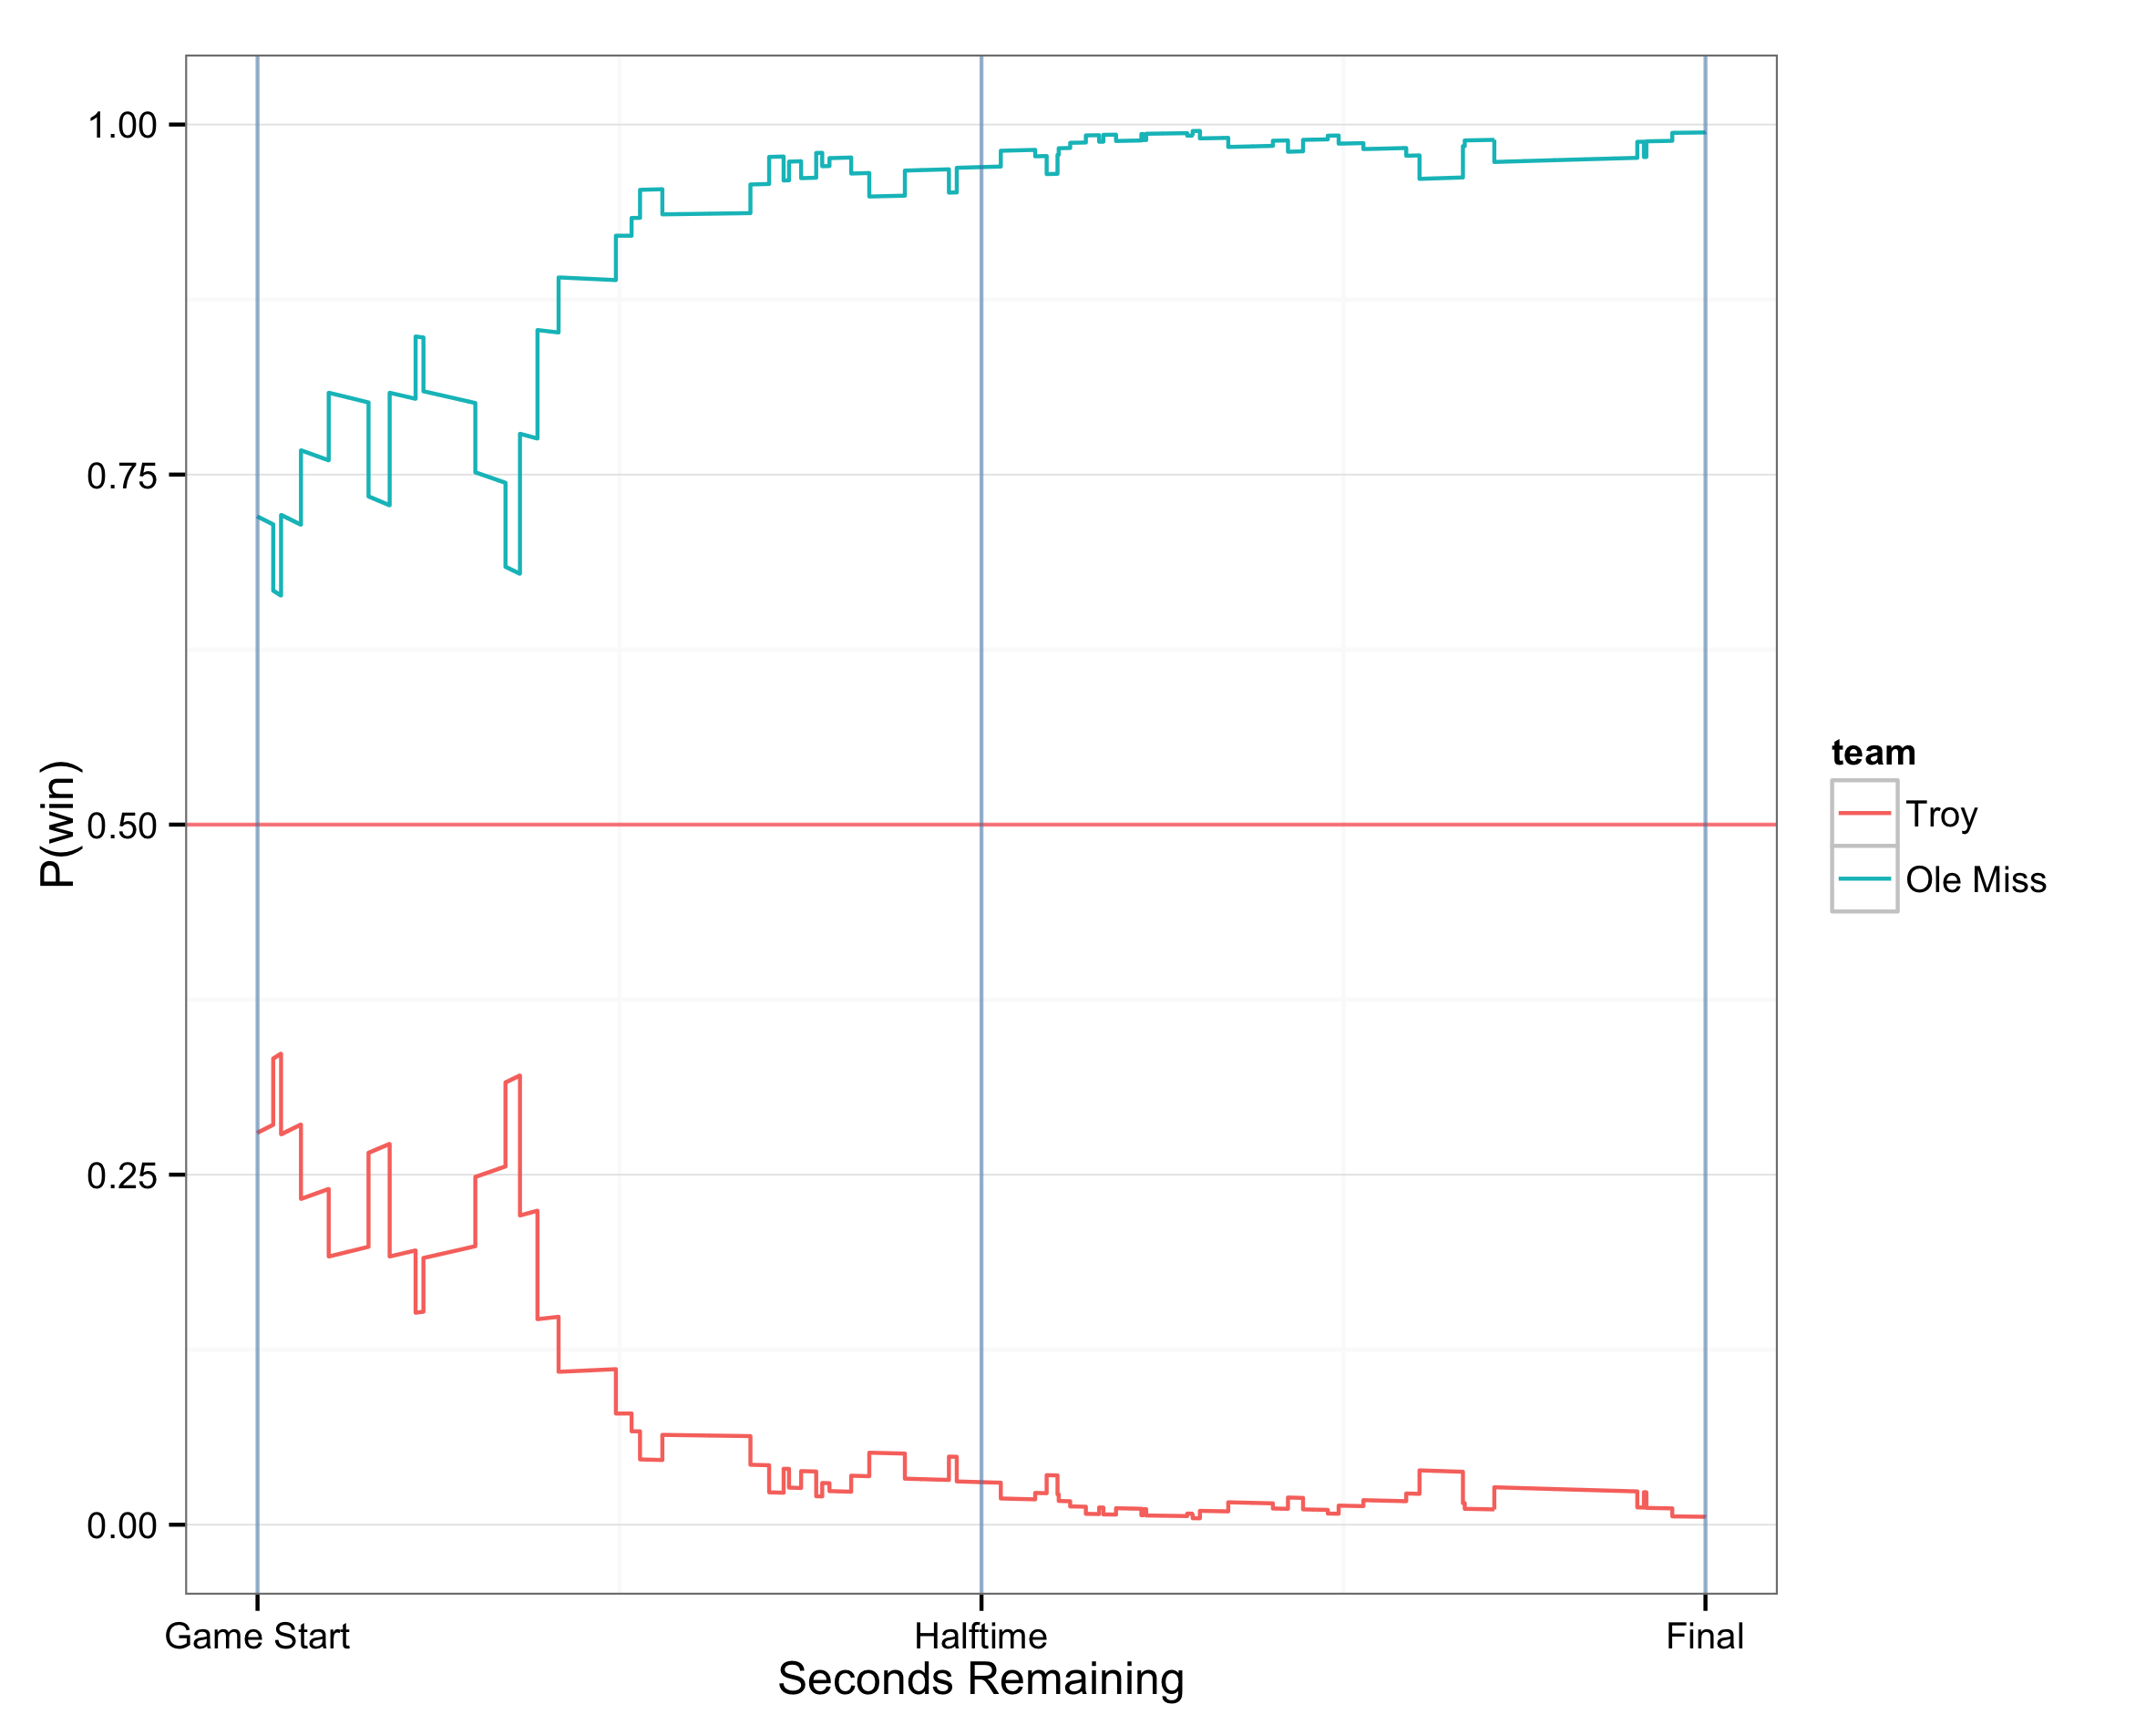 1.00
0.75
0.50
0.25
0.00
P(win)
Game Start
Halftime
Final
Seconds Remaining
team
Troy
Ole Miss